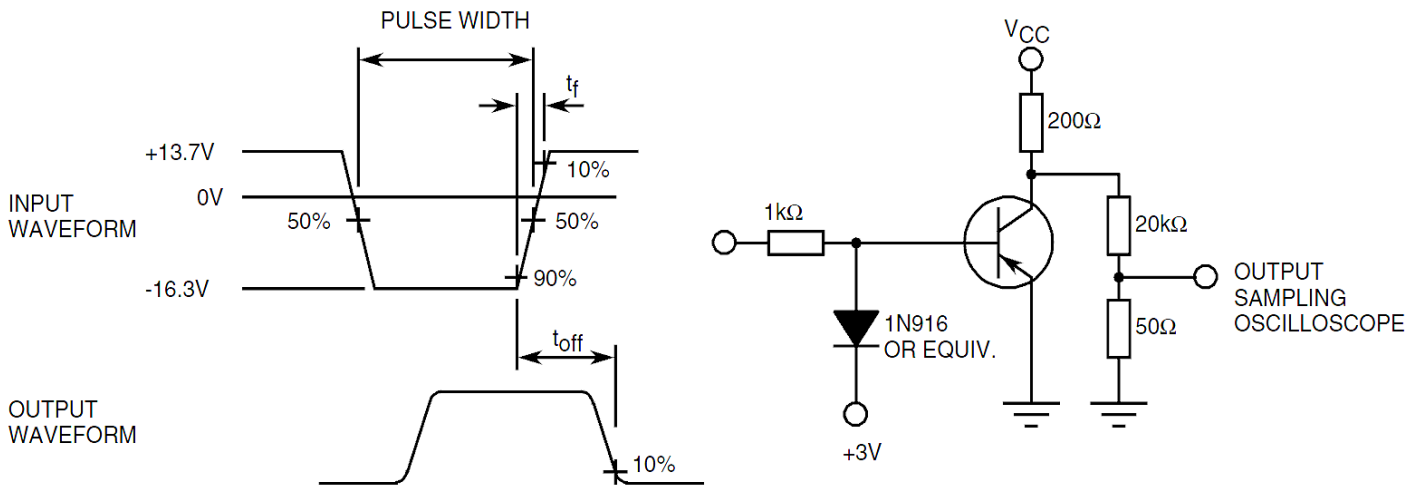 PULSE WIDTH
tf
+13.7V
10%
0V
INPUT
WAVEFORM
50%
50%
90%
-16.3V
toff
OUTPUT
WAVEFORM
10%
VCC
200Ω
1kΩ
20kΩ
OUTPUT
SAMPLING
OSCILLOSCOPE
50Ω
1N916
OR EQUIV.
+3V